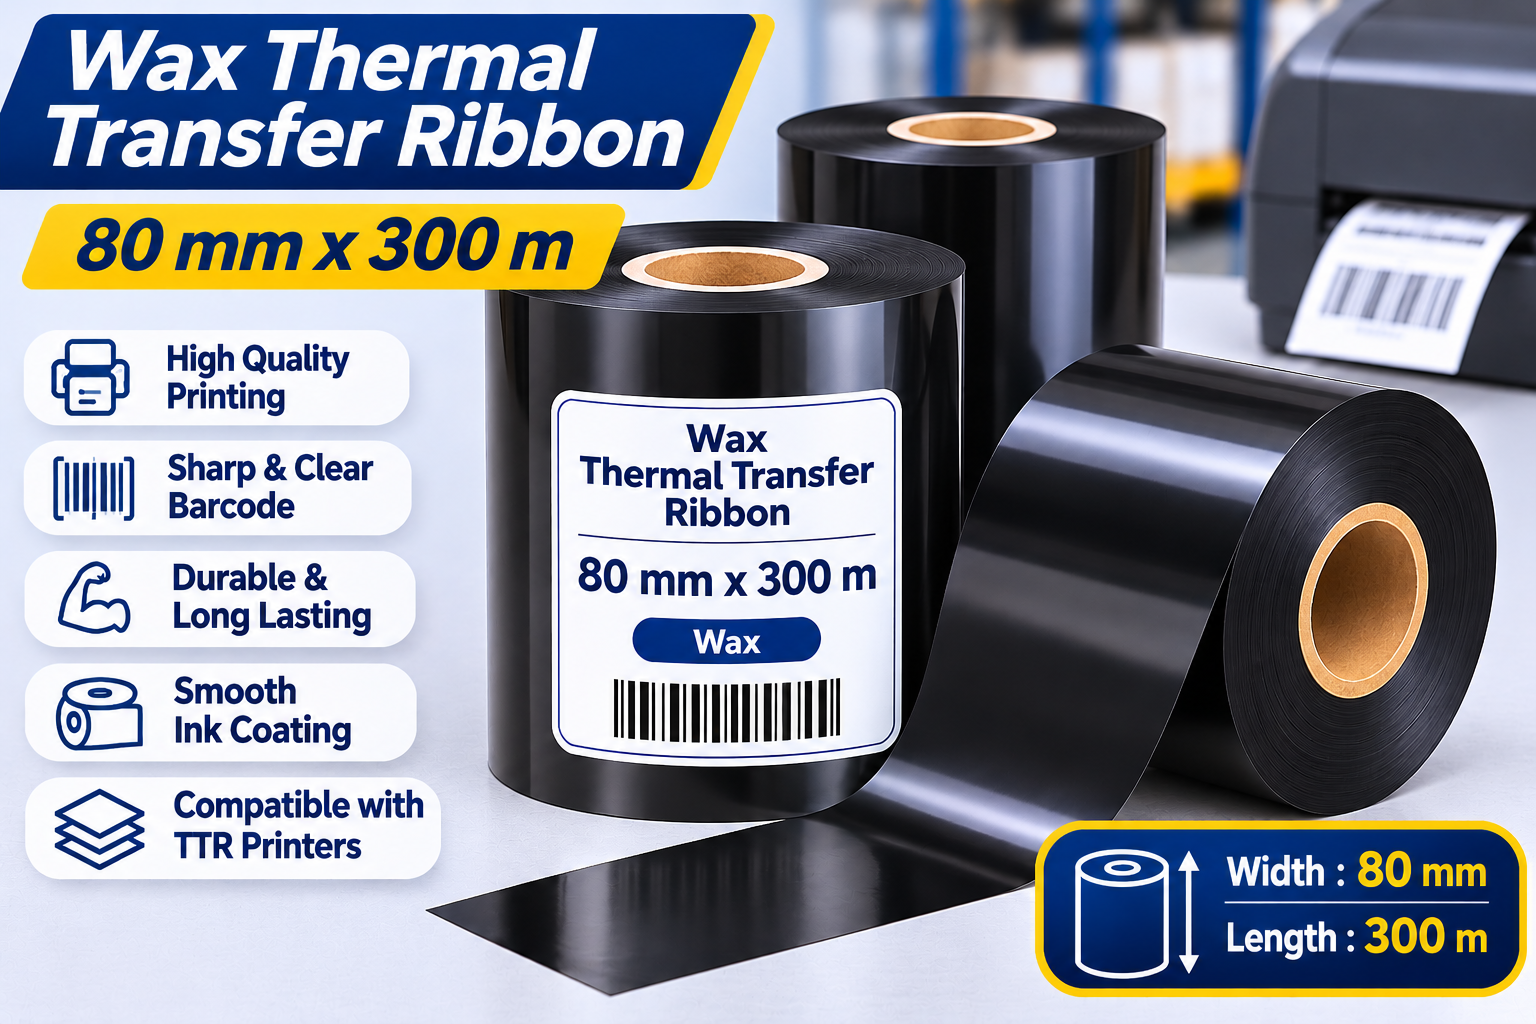 Wax Thermal
Transfer Ribbon
80 mm x 300 m
High Quality
Printing
Sharp & Clear
Barcode
Durable &
Long Lasting
Smooth
Ink Coating
Compatible with
TTR Printers
Wax
Thermal Transfer
Ribbon
80 mm x 300 m
Wax
Width : 80 mm
Length : 300 m